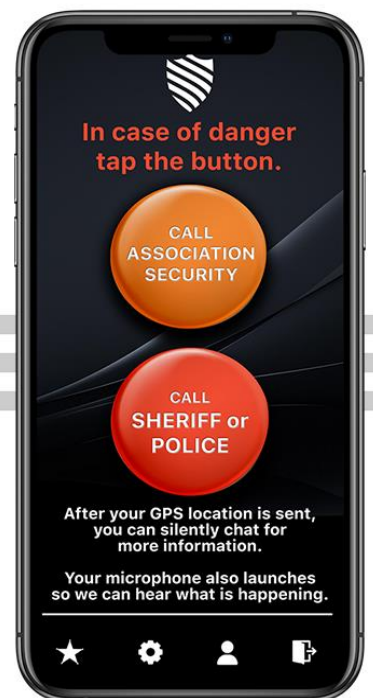 In case of danger
tap the button.
CALL
ASSOCIATION
SECURITY
CALL
SHERIFF or
POLICE
After your GPS location is sent,
you can silently chat for
more information.
Your microphone also launches
so we can hear what is happening.